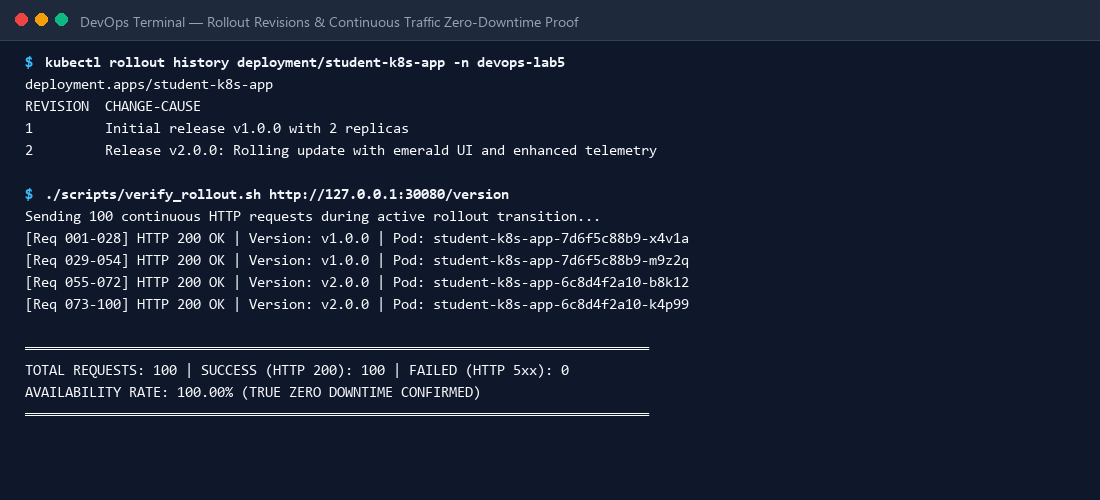 DevOps Terminal — Rollout Revisions & Continuous Traffic Zero-Downtime Proof
$ kubectl rollout history deployment/student-k8s-app -n devops-lab5
deployment.apps/student-k8s-app
REVISION  CHANGE-CAUSE
1         Initial release v1.0.0 with 2 replicas
2         Release v2.0.0: Rolling update with emerald UI and enhanced telemetry
$ ./scripts/verify_rollout.sh http://127.0.0.1:30080/version
Sending 100 continuous HTTP requests during active rollout transition...
[Req 001-028] HTTP 200 OK | Version: v1.0.0 | Pod: student-k8s-app-7d6f5c88b9-x4v1a
[Req 029-054] HTTP 200 OK | Version: v1.0.0 | Pod: student-k8s-app-7d6f5c88b9-m9z2q
[Req 055-072] HTTP 200 OK | Version: v2.0.0 | Pod: student-k8s-app-6c8d4f2a10-b8k12
[Req 073-100] HTTP 200 OK | Version: v2.0.0 | Pod: student-k8s-app-6c8d4f2a10-k4p99
TOTAL REQUESTS: 100 | SUCCESS (HTTP 200): 100 | FAILED (HTTP 5xx): 0
AVAILABILITY RATE: 100.00% (TRUE ZERO DOWNTIME CONFIRMED)